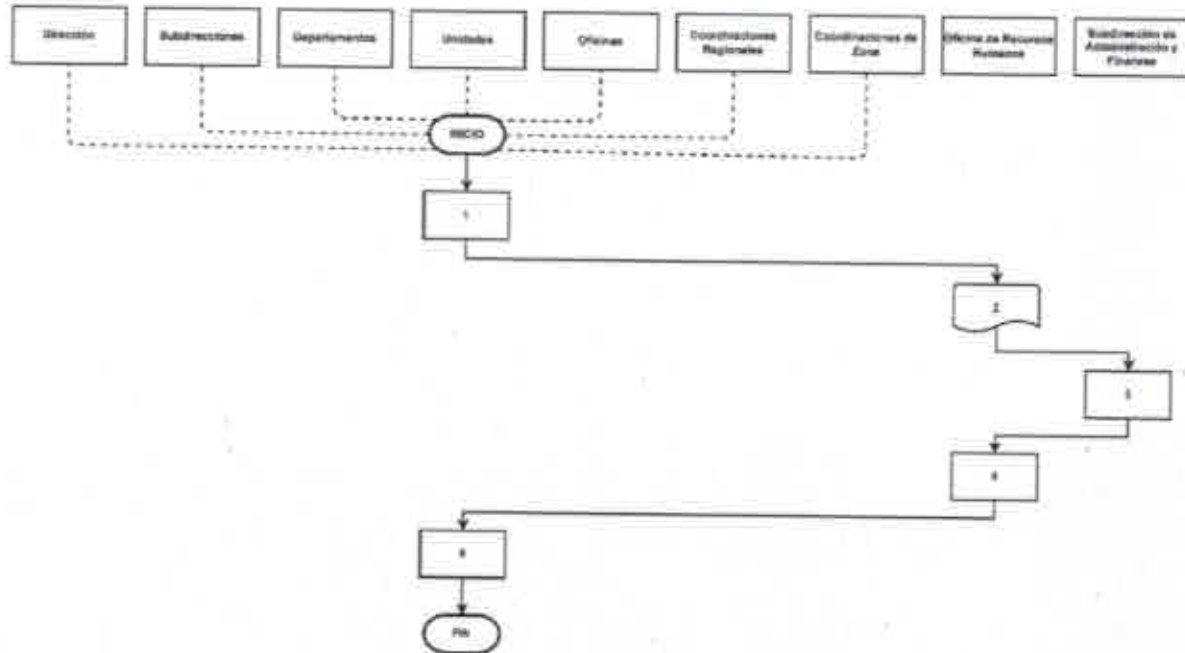 Dirección
Subdirecciones
Departamentos
Unidades
Oficinas
Coordinaciones
Regionales
Coordinaciones de
Zona
Oficina de Recursos
Humanos
Subdirección de
Administración y
Finanzas
INICIO
1
2
3
4
5
Fin